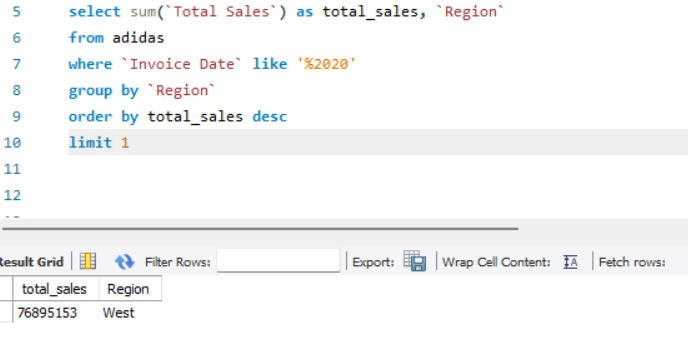 5 select sum(`Total Sales`) as total_sales, `Region`
6 from adidas
7 where `Invoice Date` like '%2020'
8 group by `Region`
9 order by total_sales desc
10 limit 1
11
12
Result Grid Filter Rows: Export: Wrap Cell Content: Fetch rows:
total_sales Region
76895153 West